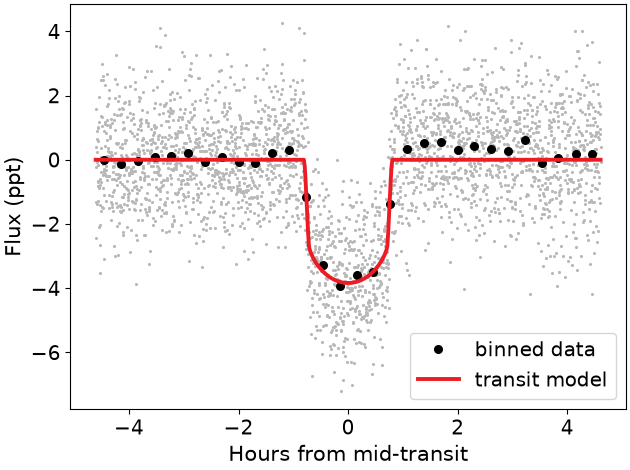 4
2
0
−2
−4
−6
Flux (ppt)
binned data
transit model
−4 −2 0 2 4
Hours from mid-transit